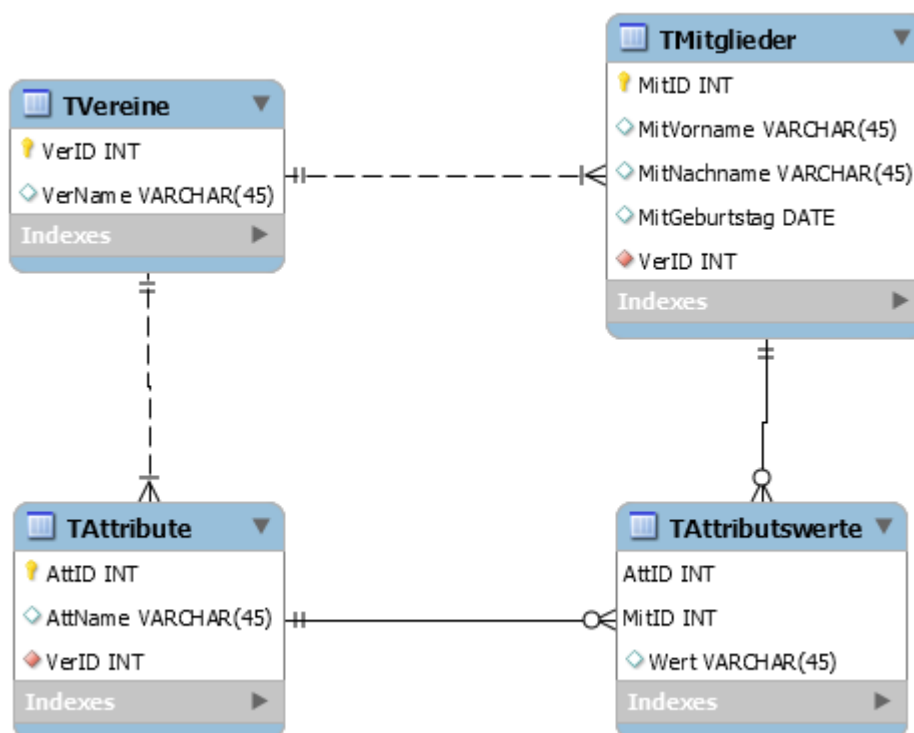 TVereine
VerID INT
VerName VARCHAR(45)
Indexes
TMitglieder
MitID INT
MitVorname VARCHAR(45)
MitNachname VARCHAR(45)
MitGeburtstag DATE
VerID INT
Indexes
TAttribute
AttID INT
AttName VARCHAR(45)
VerID INT
Indexes
TAttributswerte
AttID INT
MitID INT
Wert VARCHAR(45)
Indexes